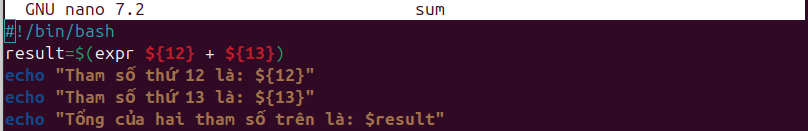 GNU nano 7.2 sum
#!/bin/bash
result=$(expr ${12} + ${13})
echo "Tham số thứ 12 là: ${12}"
echo "Tham số thứ 13 là: ${13}"
echo "Tổng của hai tham số trên là: $result"